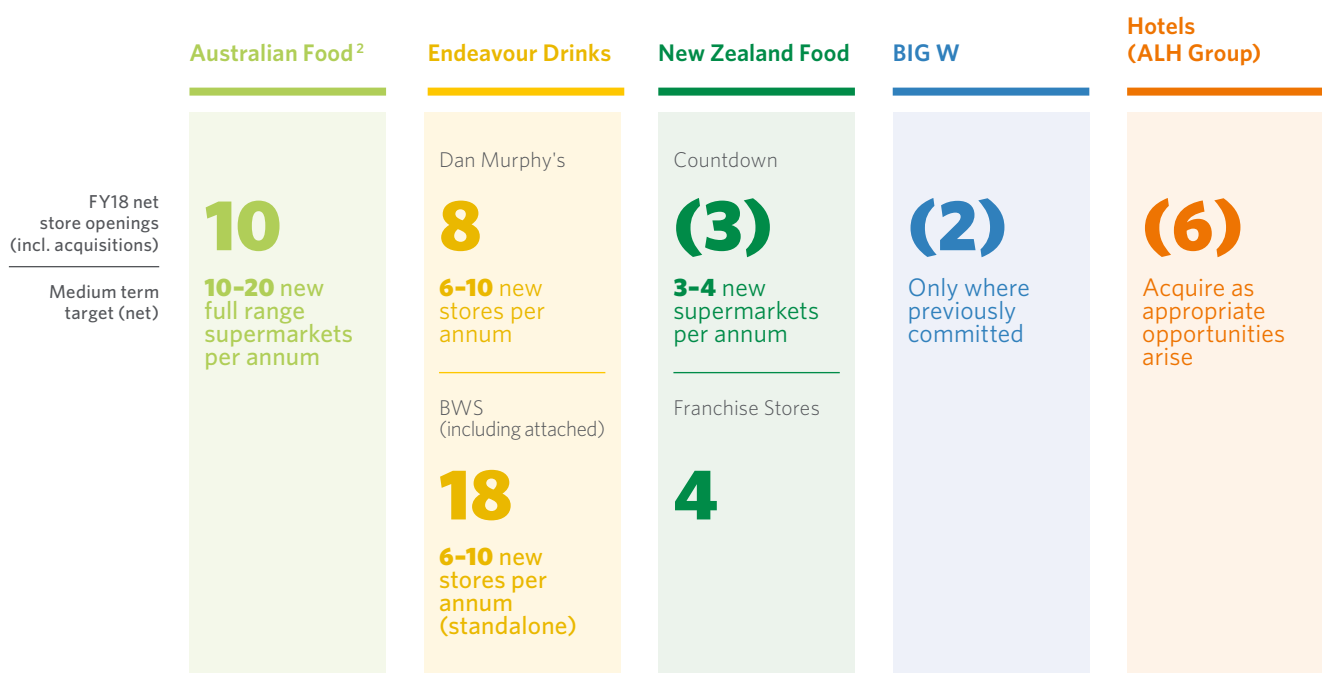 Australian Food 2
Endeavour Drinks
New Zealand Food
BIG W
Hotels
(ALH Group)
FY18 net
store openings
(incl. acquisitions)
Medium term
target (net)
10
10–20 new
full range
supermarkets
per annum
Dan Murphy's
8
6–10 new
stores per
annum
BWS
(including attached)
18
6–10 new
stores per
annum
(standalone)
Countdown
(3)
3–4 new
supermarkets
per annum
Franchise Stores
4
(2)
Only where
previously
committed
(6)
Acquire as
appropriate
opportunities
arise